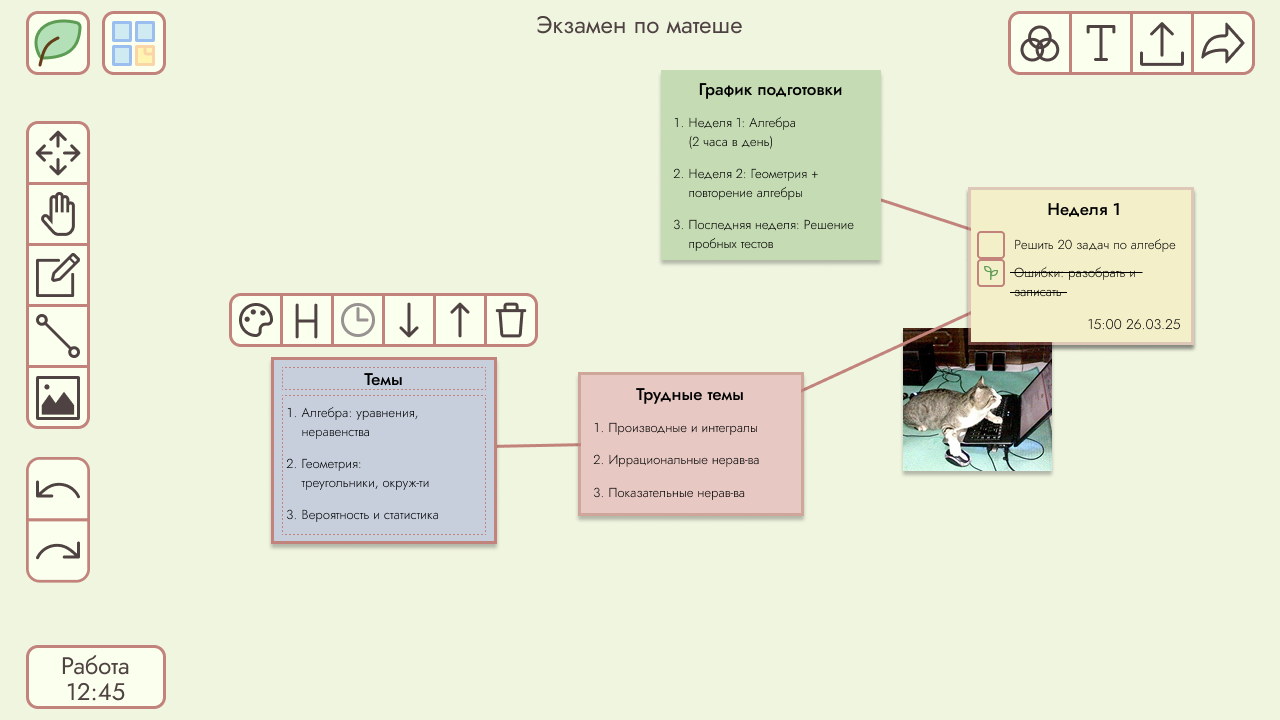 Экзамен по матеше
График подготовки
1. Неделя 1: Алгебра
(2 часа в день)
2. Неделя 2: Геометрия +
повторение алгебры
3. Последняя неделя: Решение
пробных тестов
Неделя 1
Решить 20 задач по алгебре
Ошибки: разобрать и
записать
15:00 26.03.25
Темы
1. Алгебра: уравнения,
неравенства
2. Геометрия:
треугольники, окруж-ти
3. Вероятность и статистика
Трудные темы
1. Производные и интегралы
2. Иррациональные нерав-ва
3. Показательные нерав-ва
Работа
12:45